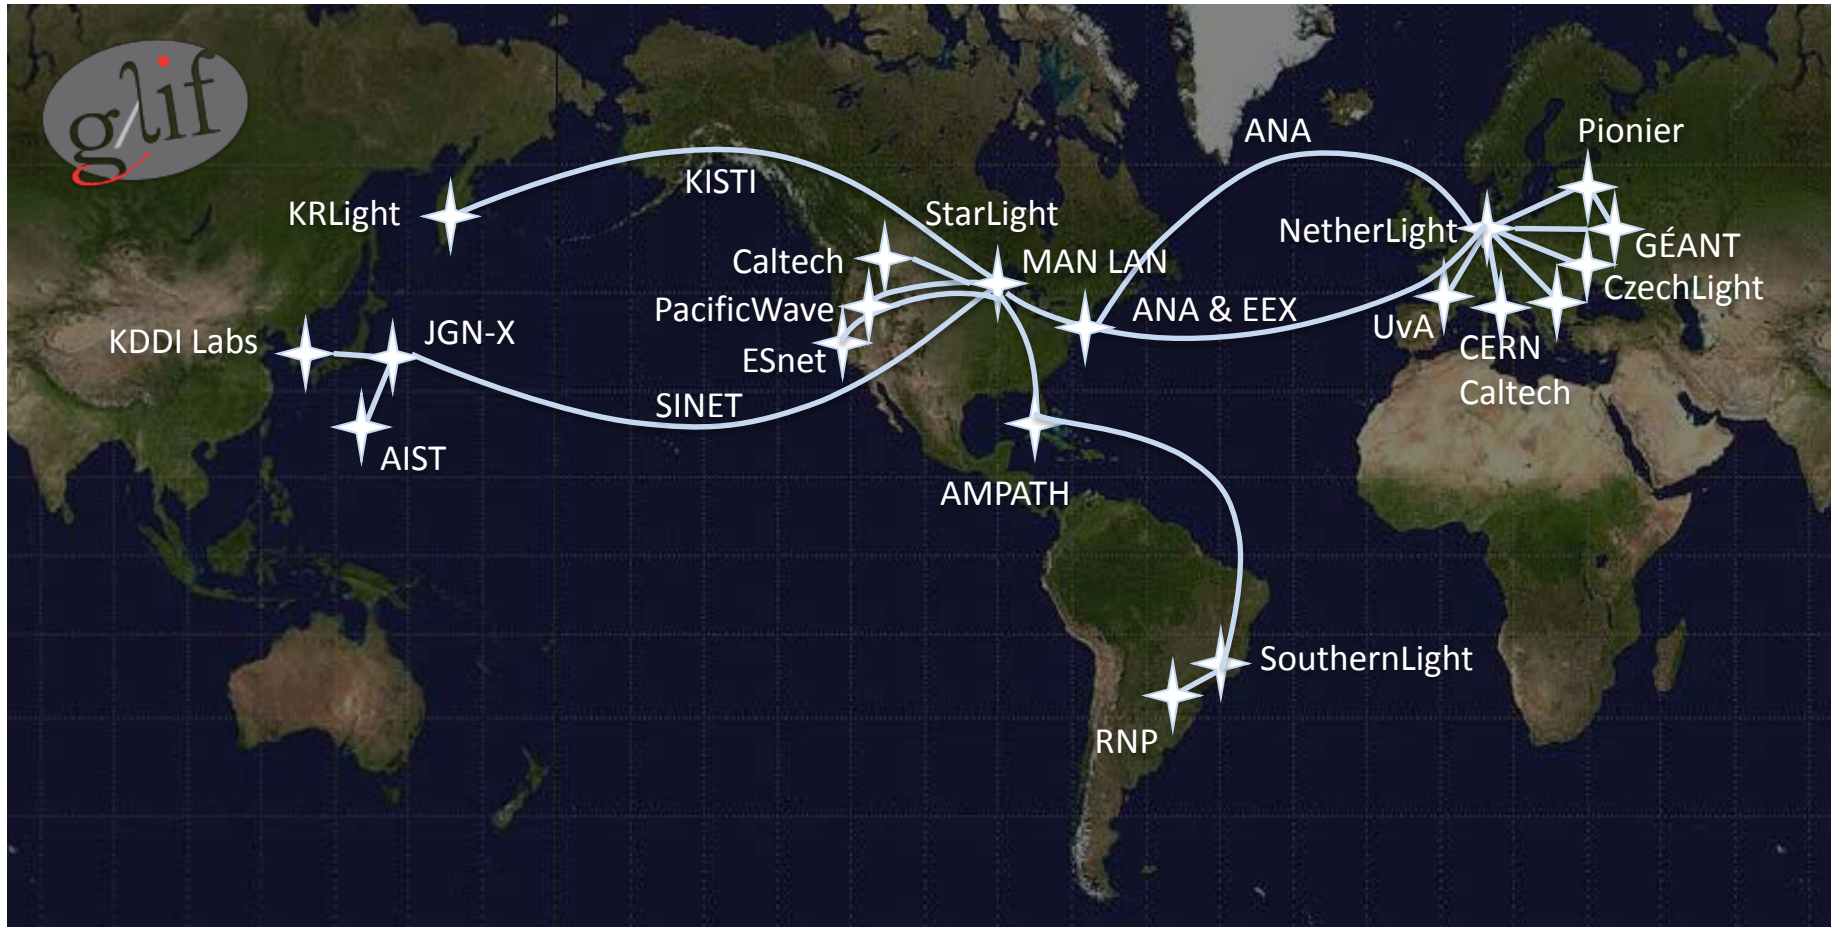 glif
ANA
Pionier
KISTI
KRLight
StarLight
NetherLight
GÉANT
Caltech
MAN LAN
CzechLight
PacificWave
ANA & EEX
UvA
JGN-X
KDDI Labs
ESnet
CERN
Caltech
SINET
AIST
AMPATH
SouthernLight
RNP